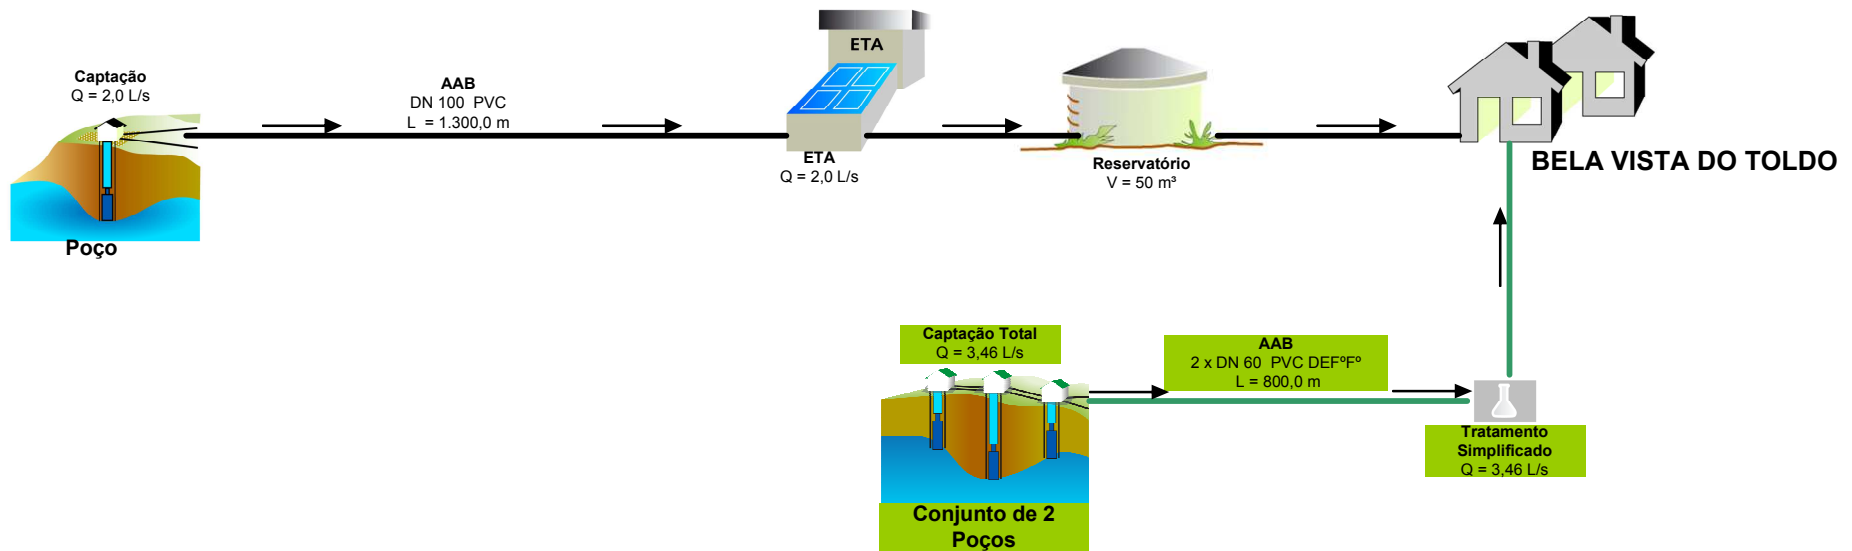 Captação
Q = 2,0 L/s
Poço
AAB
DN 100 PVC
L = 1.300,0 m
ETA
ETA
Q = 2,0 L/s
Reservatório
V = 50 m³
BELA VISTA DO TOLDO
Captação Total
Q = 3,46 L/s
Conjunto de 2
Poços
AAB
2 x DN 60 PVC DEFºFº
L = 800,0 m
Tratamento
Simplificado
Q = 3,46 L/s